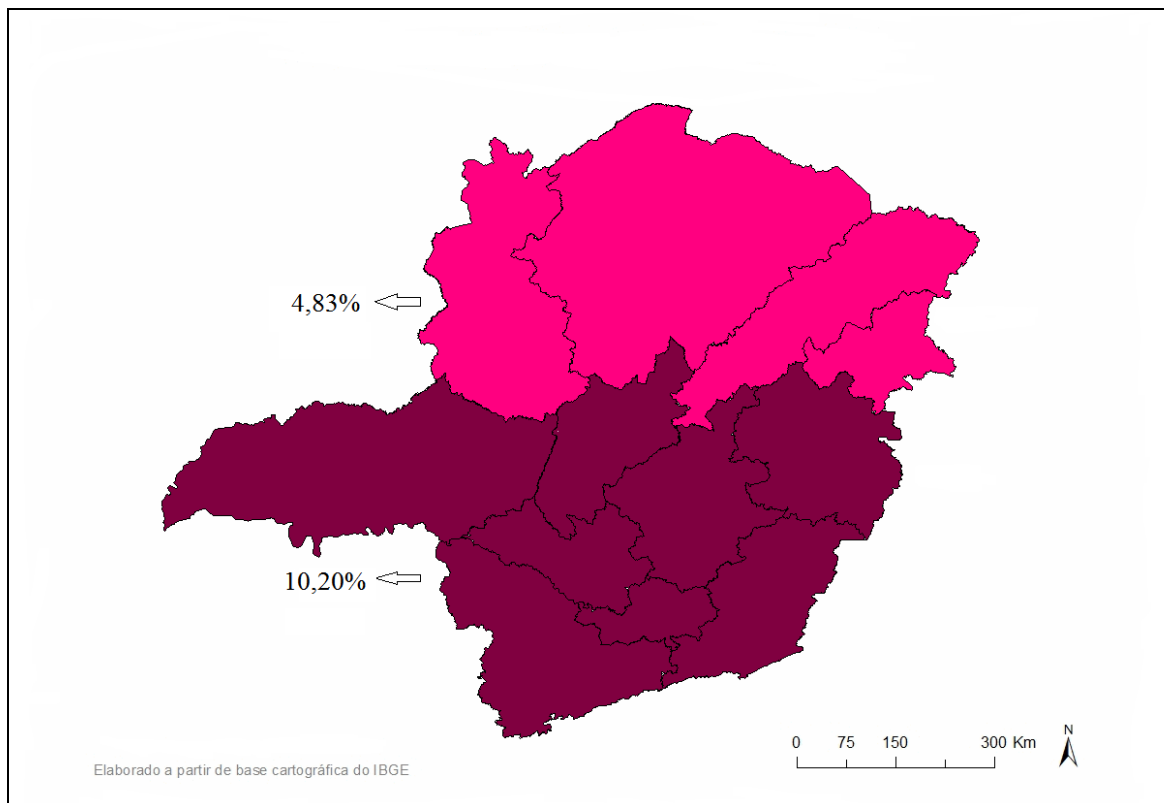 4,83%
10,20%
N
0 75 150 300 Km
Elaborado a partir de base cartográfica do IBGE